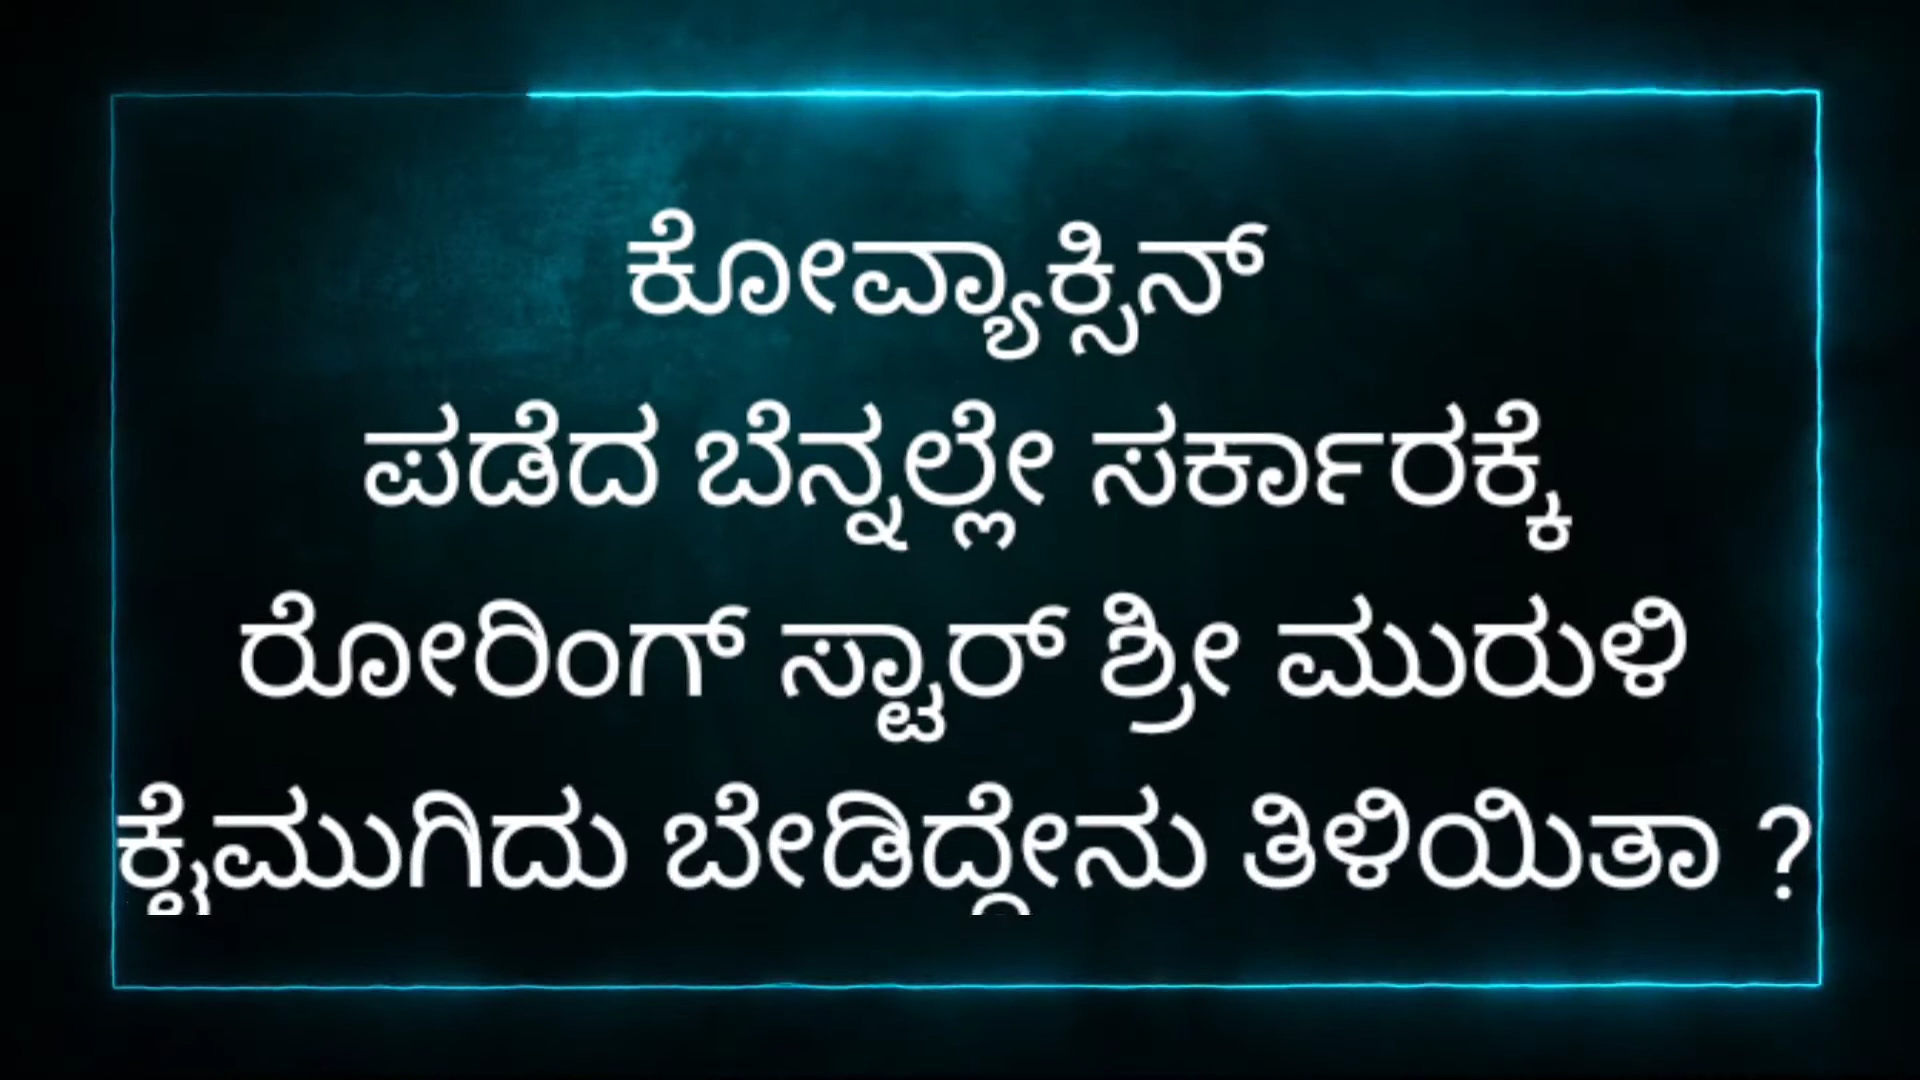 ಕೋವ್ಯಾಕ್ಸಿನ್
ಪಡೆದ ಬೆನ್ನಲ್ಲೇ ಸರ್ಕಾರಕ್ಕೆ
ರೋರಿಂಗ್ ಸ್ಟಾರ್ ಶ್ರೀ ಮುರುಳಿ
ಕೈಮುಗಿದು ಬೇಡಿದ್ದೇನು ತಿಳಿಯಿತಾ ?